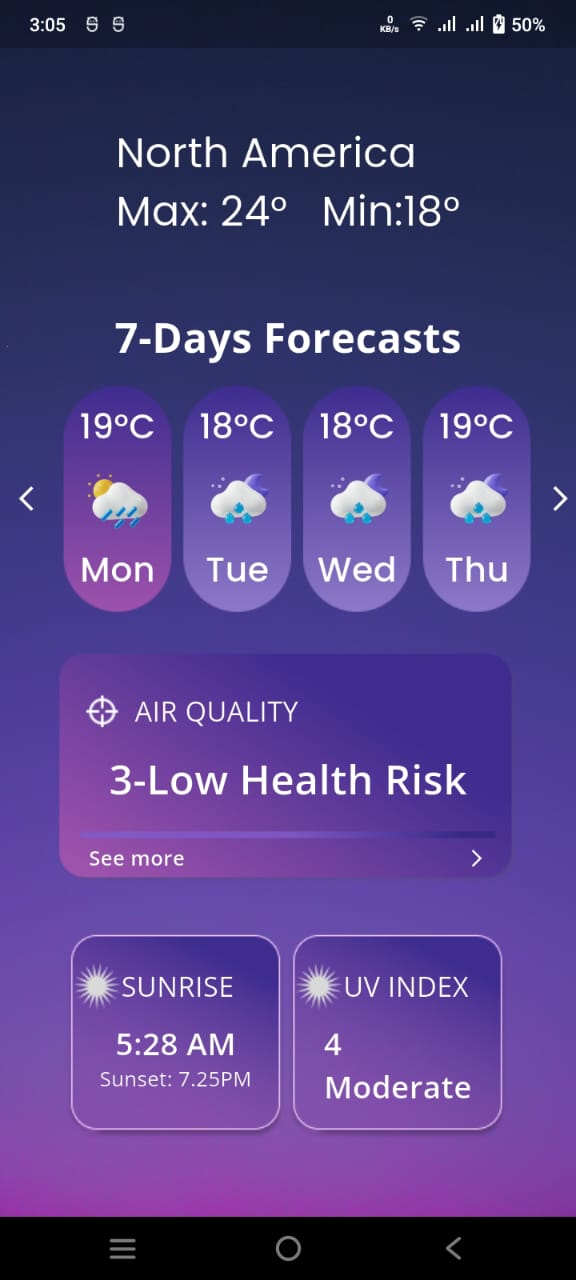 3:05 0 KB/s 50%
North America
Max: 24° Min:18°
7-Days Forecasts
19°C 18°C 18°C 19°C
Mon Tue Wed Thu
AIR QUALITY
3-Low Health Risk
See more
SUNRISE
5:28 AM
Sunset: 7.25PM
UV INDEX
4
Moderate